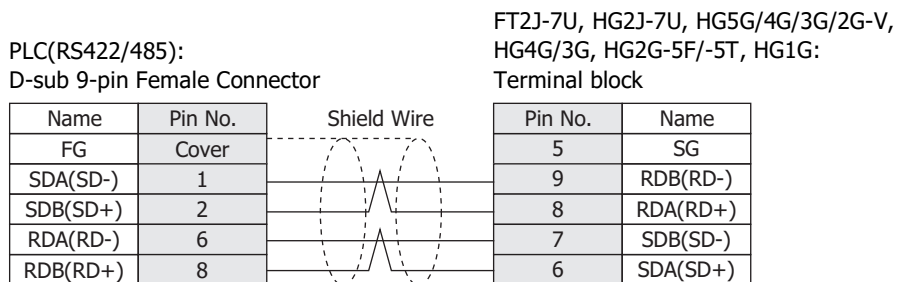 FT2J-7U, HG2J-7U, HG5G/4G/3G/2G-V,
PLC(RS422/485): HG4G/3G, HG2G-5F/-5T, HG1G:
D-sub 9-pin Female Connector Terminal block
Name Pin No. Shield Wire Pin No. Name
FG Cover 5 SG
SDA(SD-) 1 9 RDB(RD-)
SDB(SD+) 2 8 RDA(RD+)
RDA(RD-) 6 7 SDB(SD-)
RDB(RD+) 8 6 SDA(SD+)